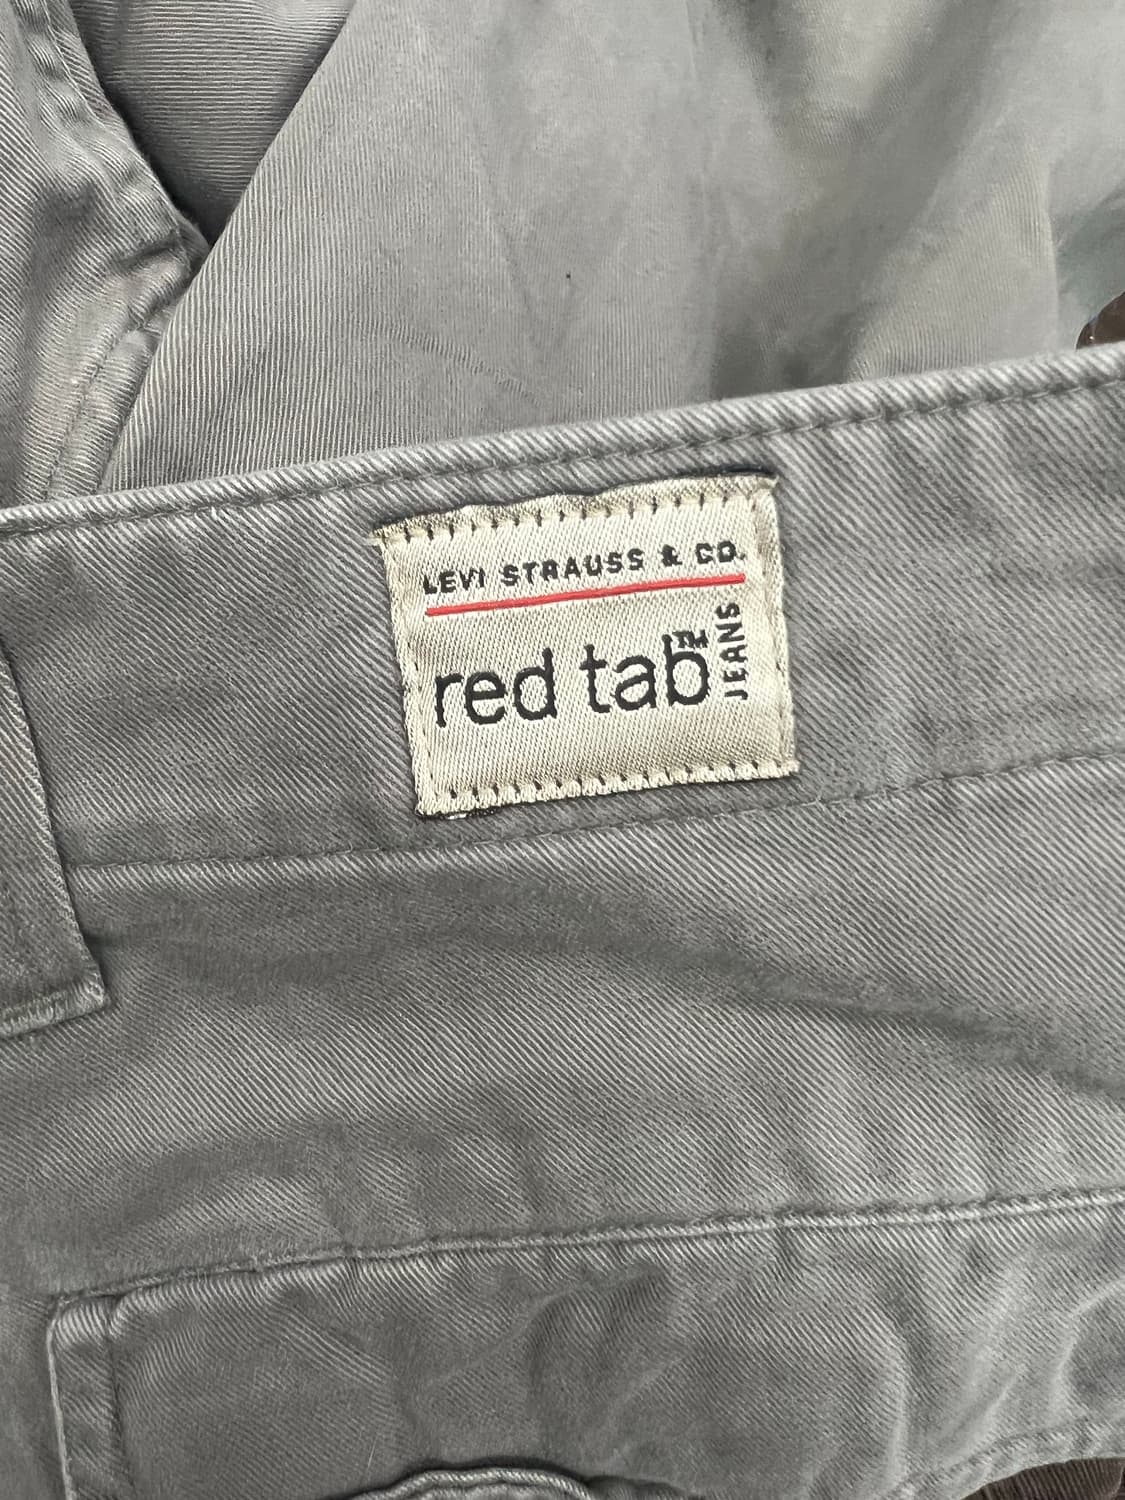 LEVI STRAUSS & CO.
red tab™
JEANS